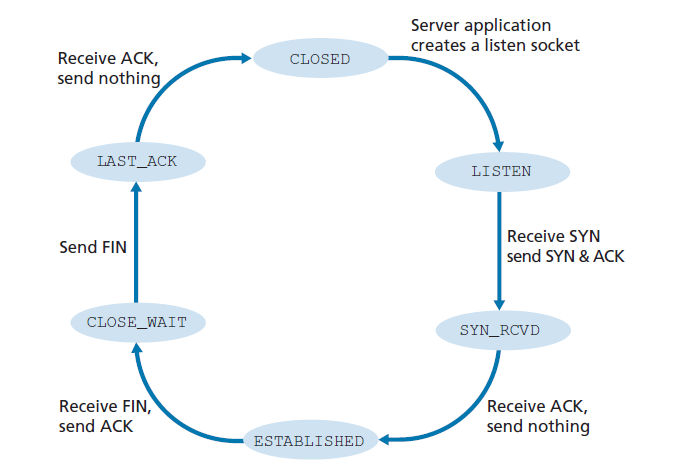 Server application
creates a listen socket
Receive ACK,
send nothing
CLOSED
LAST_ACK
LISTEN
Send FIN
Receive SYN
send SYN & ACK
CLOSE_WAIT
SYN_RCVD
Receive FIN,
send ACK
Receive ACK,
send nothing
ESTABLISHED